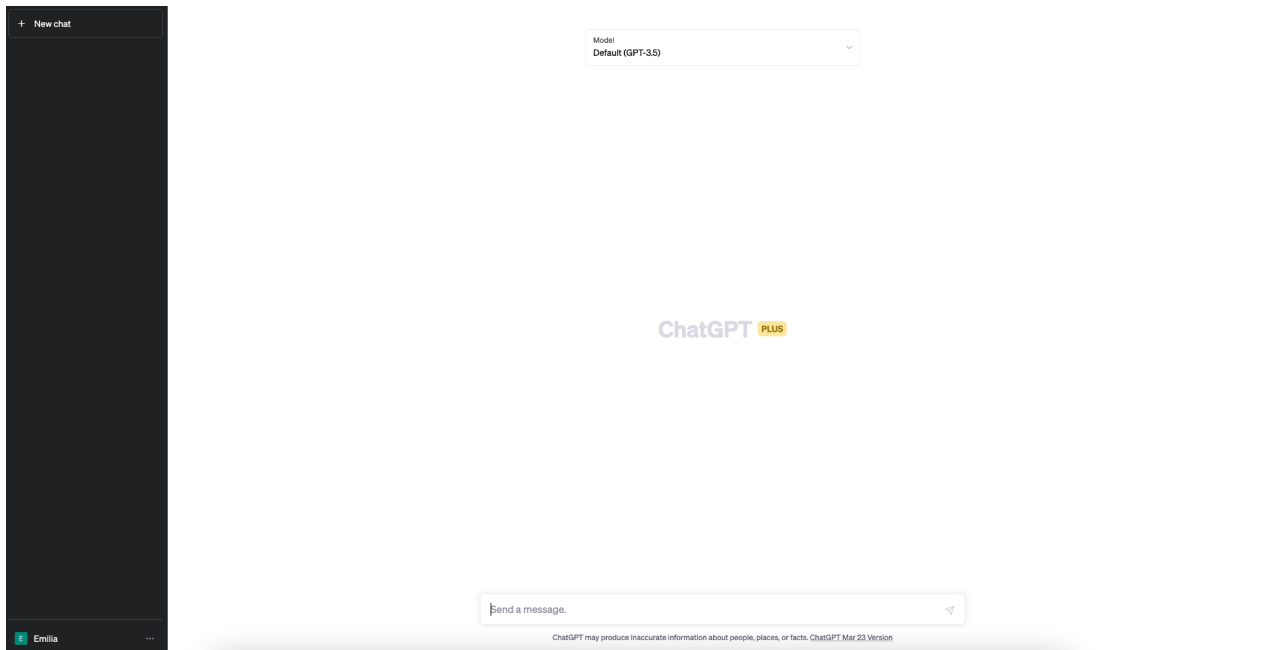 + New chat
Model
Default (GPT-3.5)
ChatGPT PLUS
Send a message.
ChatGPT may produce inaccurate information about people, places, or facts. ChatGPT Mar 23 Version
E Emilia ...